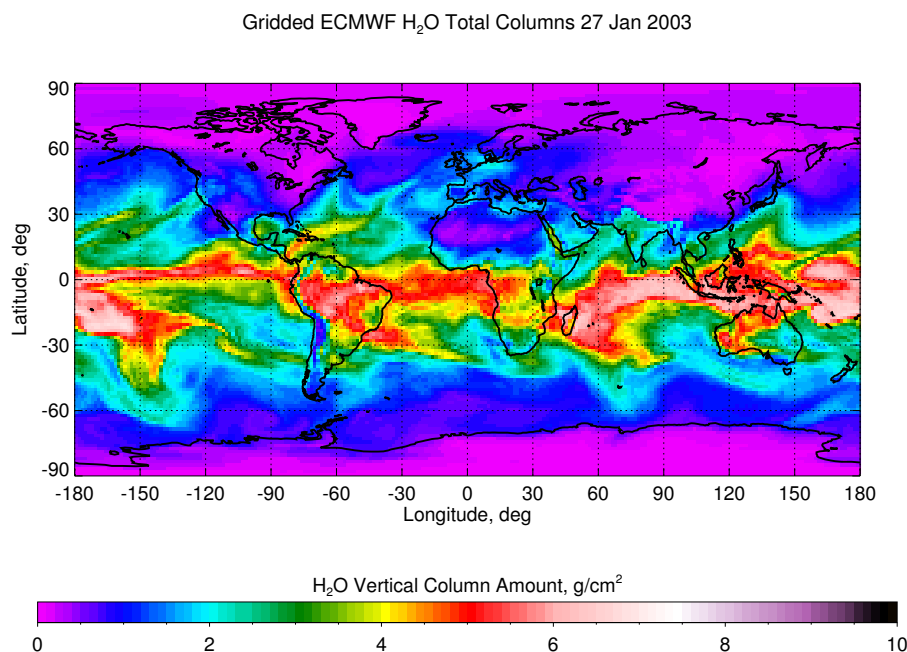 Gridded ECMWF H₂O Total Columns 27 Jan 2003
90
60
30
0
-30
-60
-90
Latitude, deg
-180 -150 -120 -90 -60 -30 0 30 60 90 120 150 180
Longitude, deg
H₂O Vertical Column Amount, g/cm²
0 2 4 6 8 10